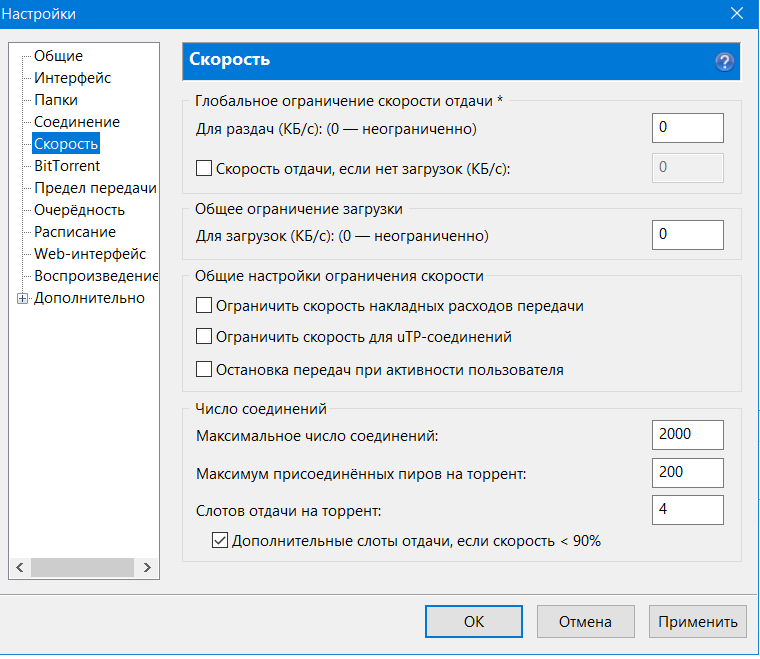 Настройки
Общие
Интерфейс
Папки
Соединение
Скорость
BitTorrent
Предел передачи
Очерёдность
Расписание
Web-интерфейс
Воспроизведение
Дополнительно
Скорость
?
Глобальное ограничение скорости отдачи *
Для раздач (КБ/с): (0 — неограниченно) 0
Скорость отдачи, если нет загрузок (КБ/с): 0
Общее ограничение загрузки
Для загрузок (КБ/с): (0 — неограниченно) 0
Общие настройки ограничения скорости
Ограничить скорость накладных расходов передачи
Ограничить скорость для uTP-соединений
Остановка передач при активности пользователя
Число соединений
Максимальное число соединений: 2000
Максимум присоединённых пиров на торрент: 200
Слотов отдачи на торрент: 4
Дополнительные слоты отдачи, если скорость < 90%
OK Отмена Применить